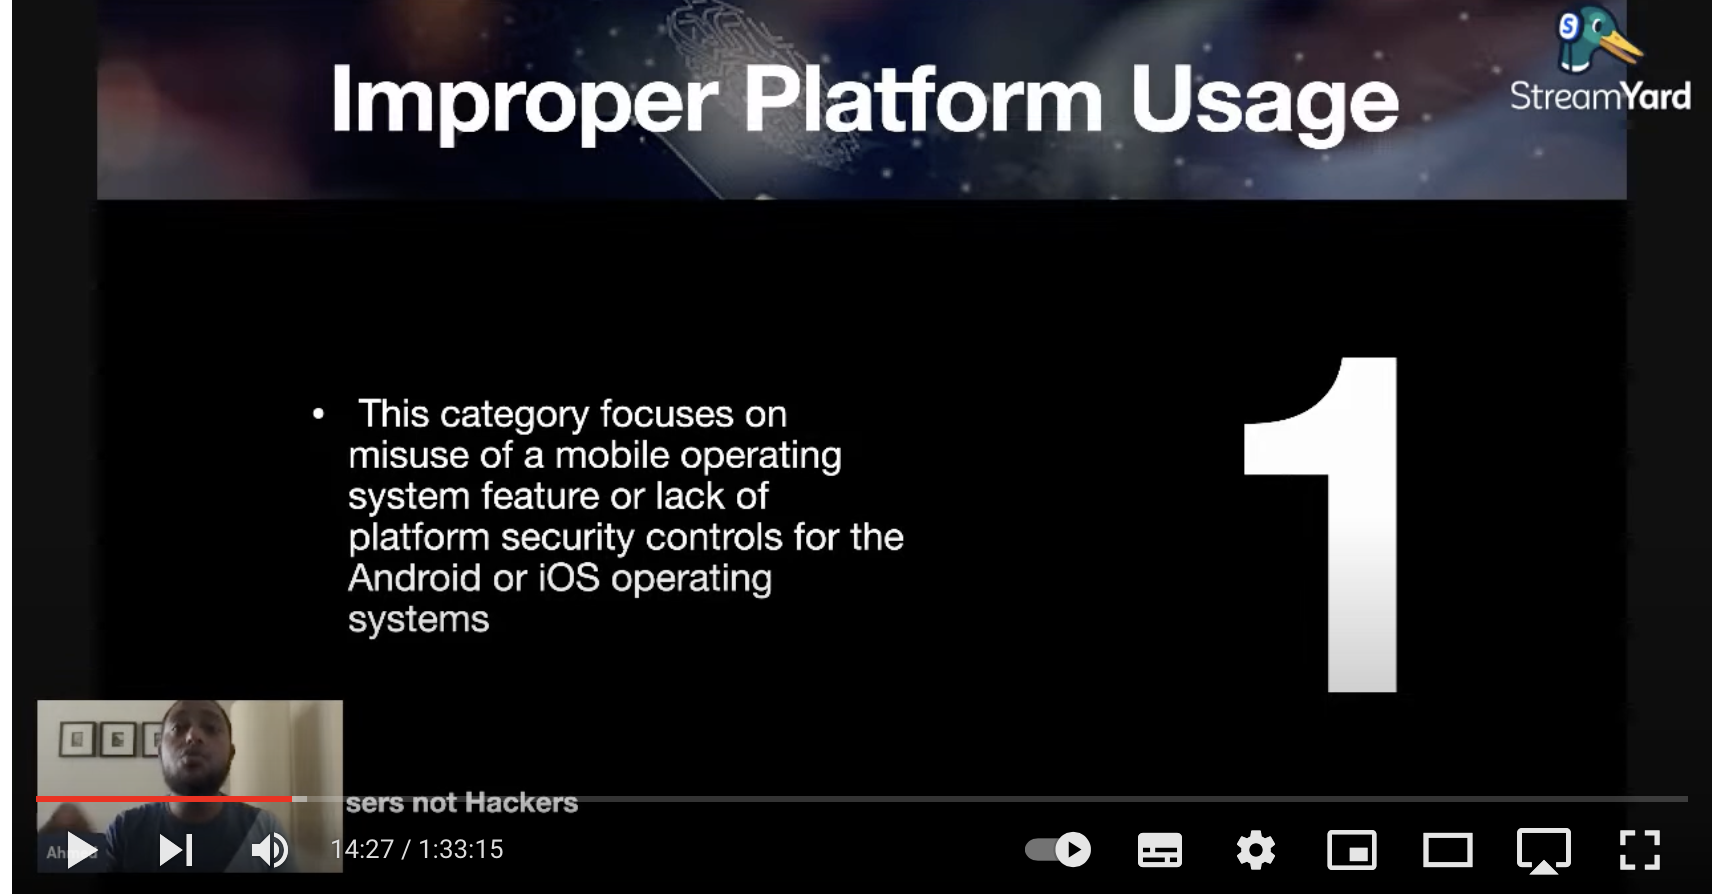 Improper Platform Usage
S
StreamYard
• This category focuses on
misuse of a mobile operating
system feature or lack of
platform security controls for the
Android or iOS operating
systems
1
sers not Hackers
14:27 / 1:33:15